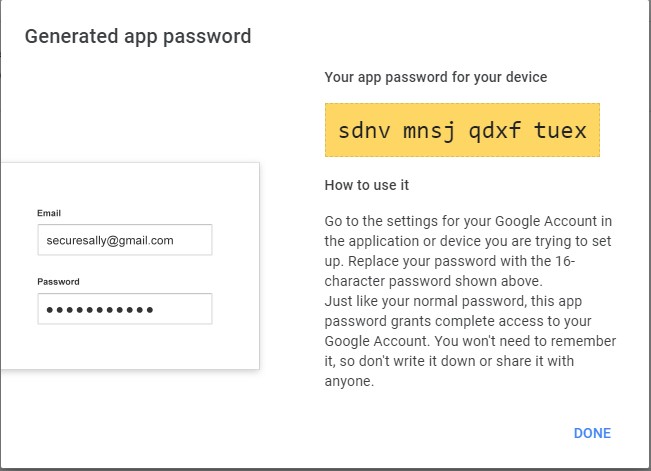 Generated app password
Your app password for your device
sdnv mnsj qdxf tuex
How to use it
Email
securesally@gmail.com
Password
Go to the settings for your Google Account in
the application or device you are trying to set
up. Replace your password with the 16-
character password shown above.
Just like your normal password, this app
password grants complete access to your
Google Account. You won't need to remember
it, so don't write it down or share it with
anyone.
DONE